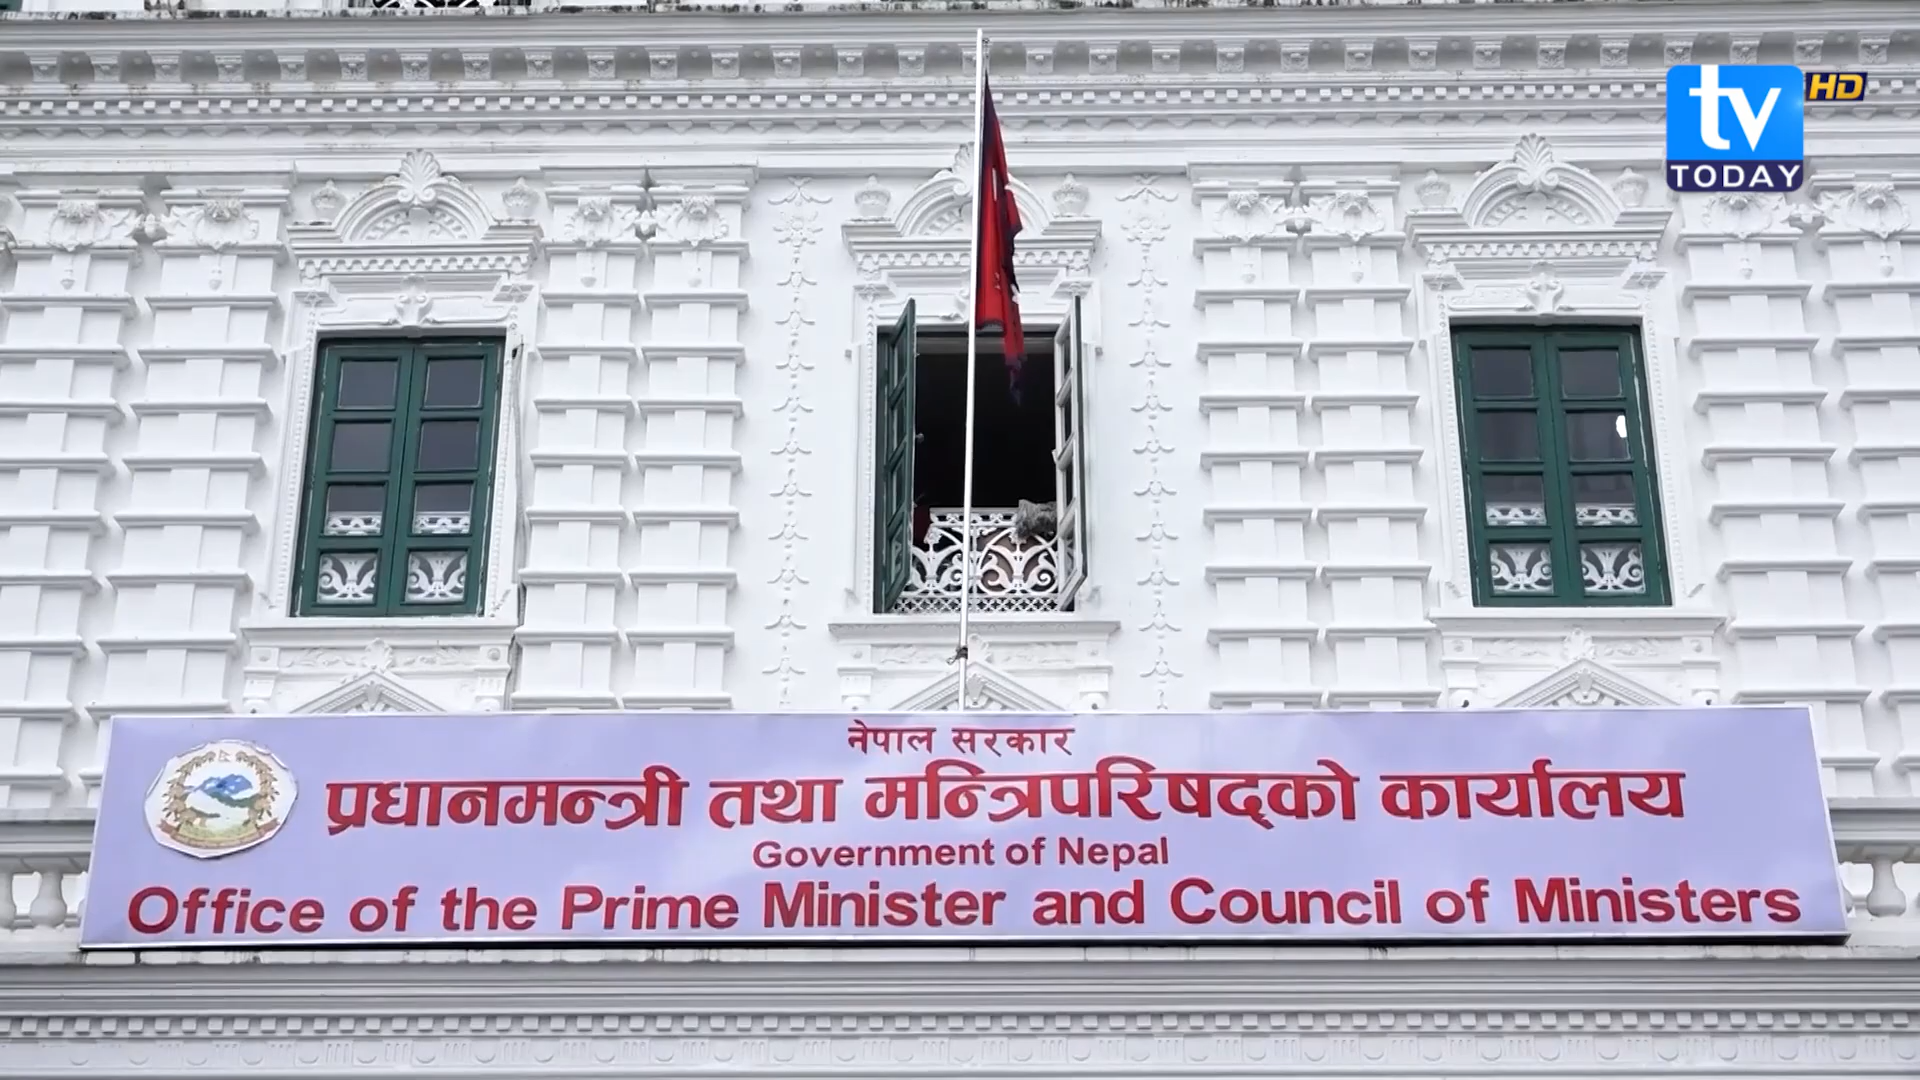 tv HD
TODAY
नेपाल सरकार
प्रधानमन्त्री तथा मन्त्रिपरिषद्को कार्यालय
Government of Nepal
Office of the Prime Minister and Council of Ministers